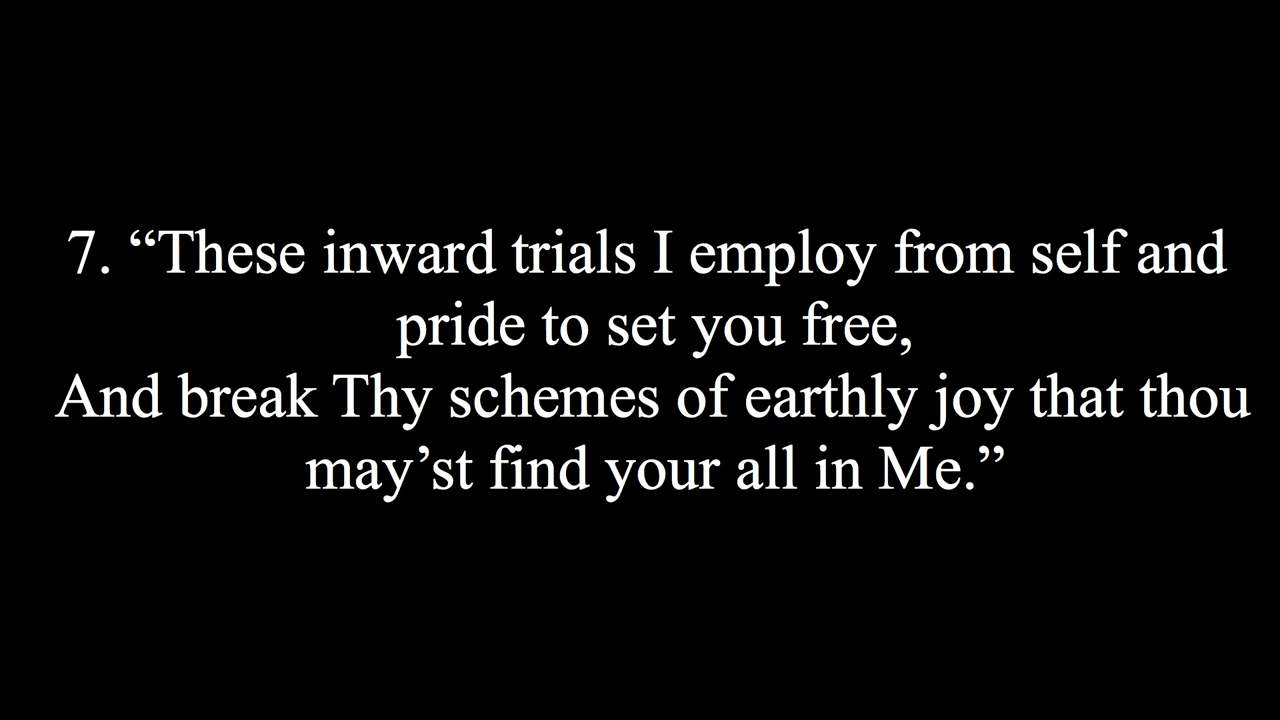 7. “These inward trials I employ from self and
pride to set you free,
And break Thy schemes of earthly joy that thou
may’st find your all in Me.”